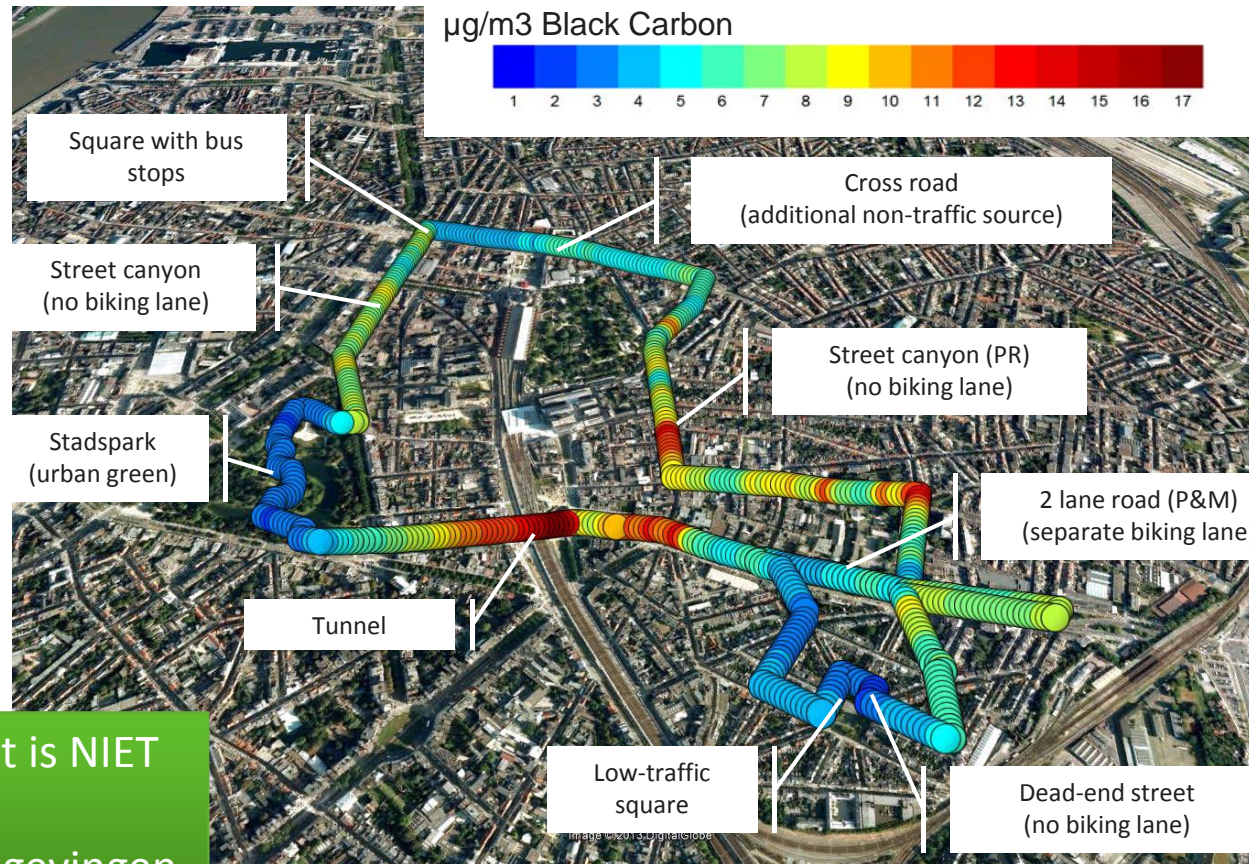 µg/m3 Black Carbon
1 2 3 4 5 6 7 8 9 10 11 12 13 14 15 16 17
Square with bus
stops
Cross road
(additional non-traffic source)
Street canyon
(no biking lane)
Street canyon (PR)
(no biking lane)
Stadspark
(urban green)
2 lane road (P&M)
(separate biking lane
Tunnel
Low-traffic
square
Dead-end street
(no biking lane)
t is NIET
govingen
Image © 2013 DigitalGlobe